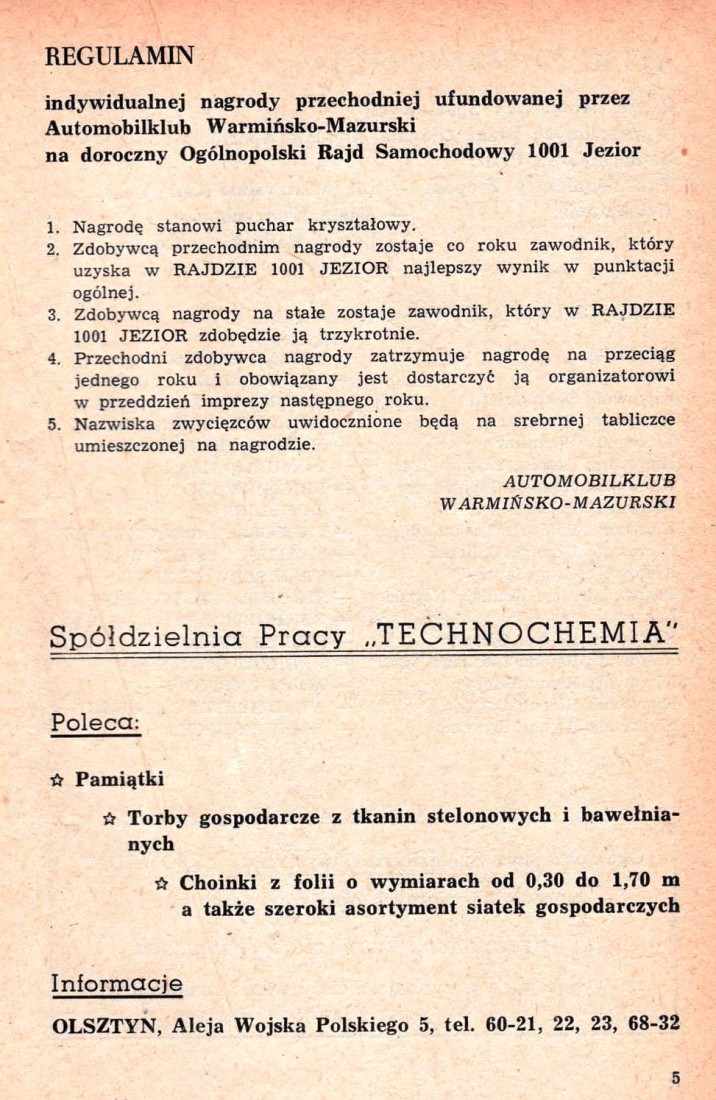 REGULAMIN
indywidualnej nagrody przechodniej ufundowanej przez
Automobilklub Warmińsko-Mazurski
na doroczny Ogólnopolski Rajd Samochodowy 1001 Jezior
1. Nagrodę stanowi puchar kryształowy.
2. Zdobywcą przechodnim nagrody zostaje co roku zawodnik, który
uzyska w RAJDZIE 1001 JEZIOR najlepszy wynik w punktacji
ogólnej.
3. Zdobywcą nagrody na stałe zostaje zawodnik, który w RAJDZIE
1001 JEZIOR zdobędzie ją trzykrotnie.
4. Przechodni zdobywca nagrody zatrzymuje nagrodę na przeciąg
jednego roku i obowiązany jest dostarczyć ją organizatorowi
w przeddzień imprezy następnego roku.
5. Nazwiska zwycięzców uwidocznione będą na srebrnej tabliczce
umieszczonej na nagrodzie.
AUTOMOBILKLUB
WARMIŃSKO-MAZURSKI
Spółdzielnia Pracy „TECHNOCHEMIA"
Poleca:
☆ Pamiątki
☆ Torby gospodarcze z tkanin stelonowych i bawełnia-
nych
☆ Choinki z folii o wymiarach od 0,30 do 1,70 m
a także szeroki asortyment siatek gospodarczych
Informacje
OLSZTYN, Aleja Wojska Polskiego 5, tel. 60-21, 22, 23, 68-32
5